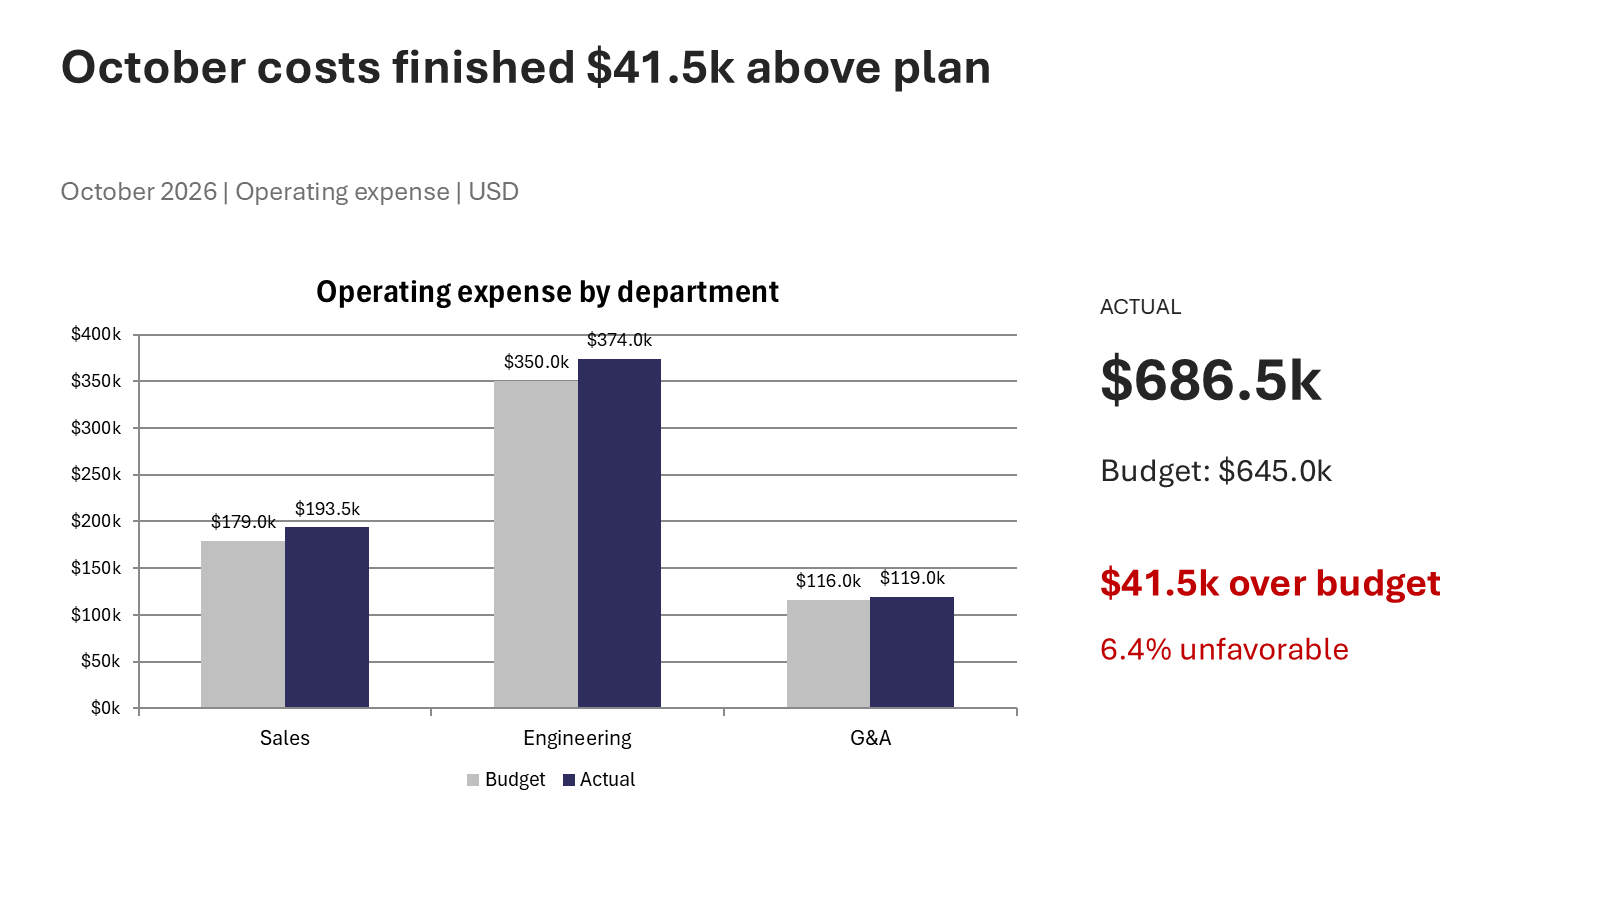 October costs finished $41.5k above plan
October 2026 | Operating expense | USD
Operating expense by department
$400k
$350k
$300k
$250k
$200k
$150k
$100k
$50k
$0k
$179.0k
$193.5k
$350.0k
$374.0k
$116.0k
$119.0k
Sales
Engineering
G&A
Budget
Actual
ACTUAL
$686.5k
Budget: $645.0k
$41.5k over budget
6.4% unfavorable